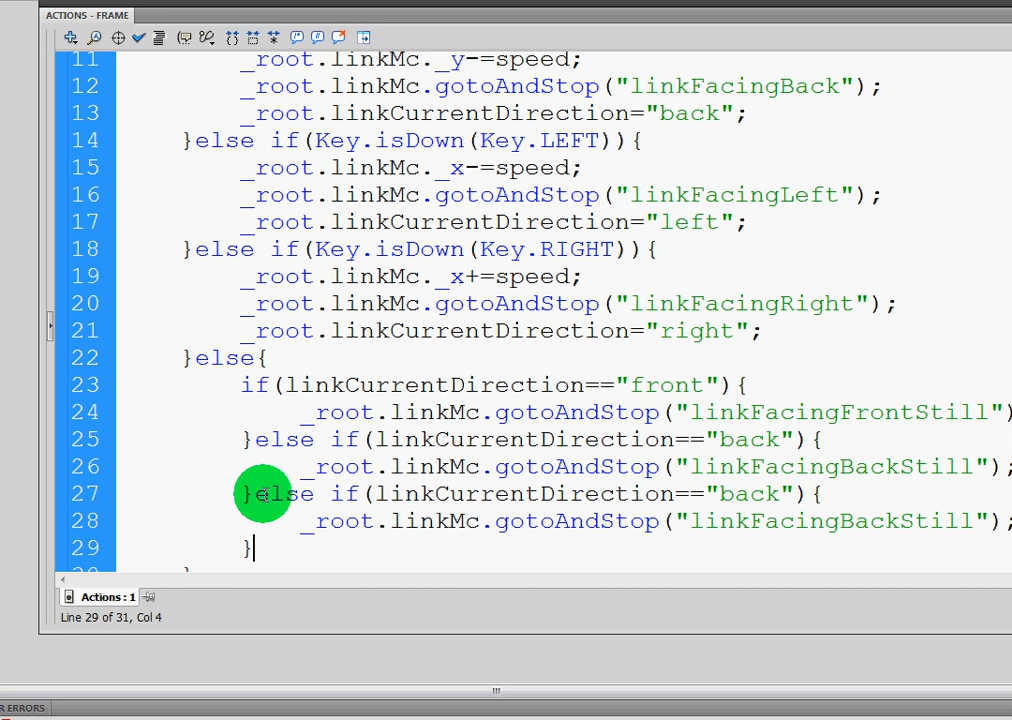 ACTIONS - FRAME
11 _root.linkMc._y-=speed;
12 _root.linkMc.gotoAndStop("linkFacingBack");
13 _root.linkCurrentDirection="back";
14 }else if(Key.isDown(Key.LEFT)){
15 _root.linkMc._x-=speed;
16 _root.linkMc.gotoAndStop("linkFacingLeft");
17 _root.linkCurrentDirection="left";
18 }else if(Key.isDown(Key.RIGHT)){
19 _root.linkMc._x+=speed;
20 _root.linkMc.gotoAndStop("linkFacingRight");
21 _root.linkCurrentDirection="right";
22 }else{
23 if(linkCurrentDirection=="front"){
24 _root.linkMc.gotoAndStop("linkFacingFrontStill")
25 }else if(linkCurrentDirection=="back"){
26 _root.linkMc.gotoAndStop("linkFacingBackStill");
27 }else if(linkCurrentDirection=="back"){
28 _root.linkMc.gotoAndStop("linkFacingBackStill");
29 }
Actions : 1
Line 29 of 31, Col 4
R ERRORS